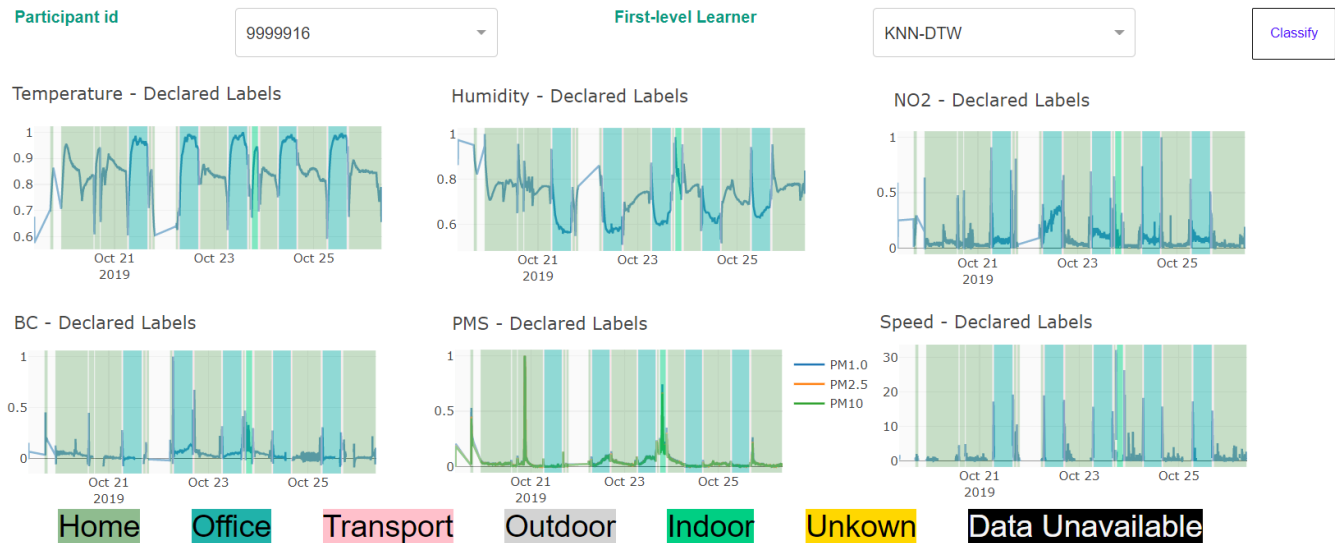 Participant id
9999916
First-level Learner
KNN-DTW
Classify
Temperature - Declared Labels
1
0.9
0.8
0.7
0.6
Oct 21
2019
Oct 23
Oct 25
Humidity - Declared Labels
1
0.8
0.6
Oct 21
2019
Oct 23
Oct 25
NO2 - Declared Labels
1
0.5
0
Oct 21
2019
Oct 23
Oct 25
BC - Declared Labels
1
0.5
0
Oct 21
2019
Oct 23
Oct 25
PMS - Declared Labels
1
0.5
0
Oct 21
2019
Oct 23
Oct 25
PM1.0
PM2.5
PM10
Speed - Declared Labels
30
20
10
0
Oct 21
2019
Oct 23
Oct 25
Home Office Transport Outdoor Indoor Unkown Data Unavailable